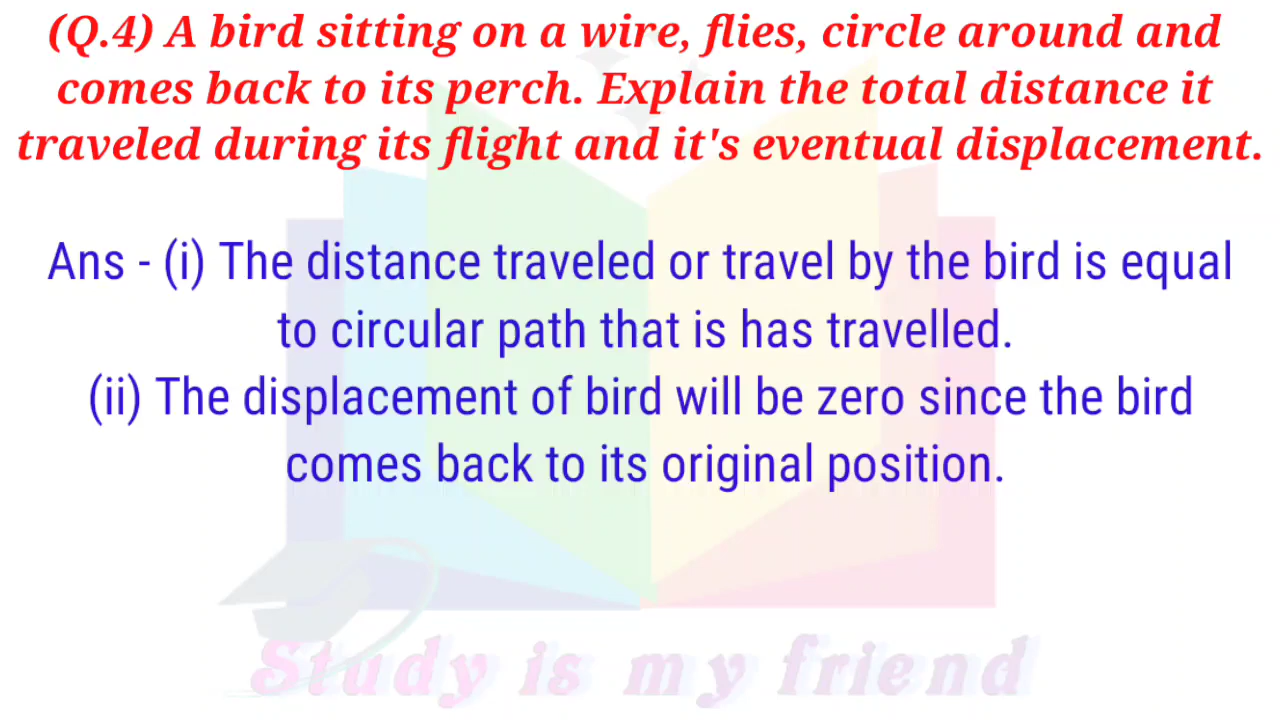 (Q.4) A bird sitting on a wire, flies, circle around and
comes back to its perch. Explain the total distance it
traveled during its flight and it's eventual displacement.
Ans - (i) The distance traveled or travel by the bird is equal
to circular path that is has travelled.
(ii) The displacement of bird will be zero since the bird
comes back to its original position.
Study is my friend